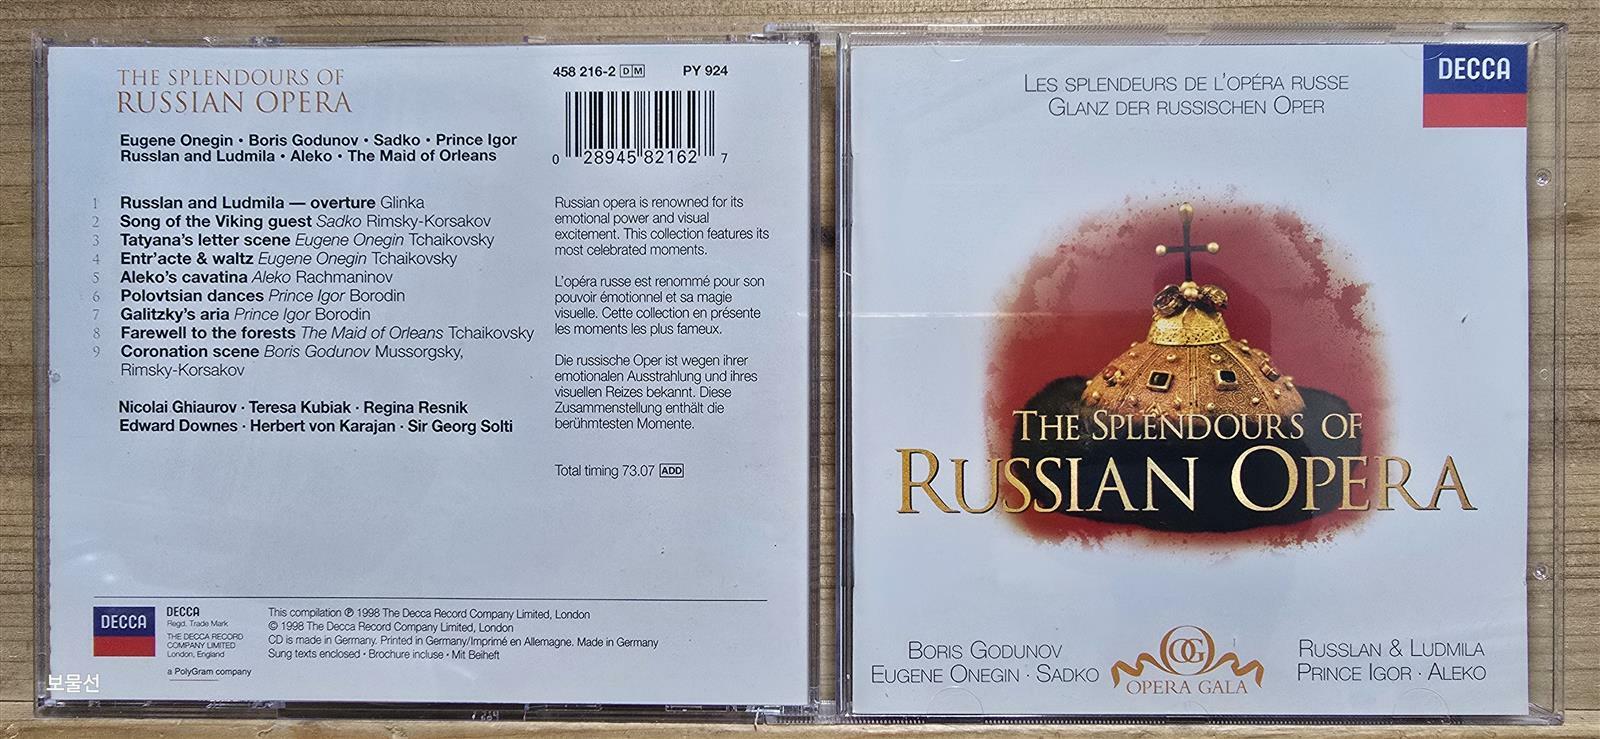 THE SPLENDOURS OF
RUSSIAN OPERA
458 216-2 DM PY 924
Eugene Onegin • Boris Godunov • Sadko • Prince Igor
Russlan and Ludmila • Aleko • The Maid of Orleans
0 28945 82162 7
1 Russlan and Ludmila — overture Glinka
2 Song of the Viking guest Sadko Rimsky-Korsakov
3 Tatyana's letter scene Eugene Onegin Tchaikovsky
4 Entr'acte & waltz Eugene Onegin Tchaikovsky
5 Aleko's cavatina Aleko Rachmaninov
6 Polovtsian dances Prince Igor Borodin
7 Galitzky's aria Prince Igor Borodin
8 Farewell to the forests The Maid of Orleans Tchaikovsky
9 Coronation scene Boris Godunov Mussorgsky,
Rimsky-Korsakov
Nicolai Ghiaurov · Teresa Kubiak · Regina Resnik
Edward Downes · Herbert von Karajan · Sir Georg Solti
Russian opera is renowned for its
emotional power and visual
excitement. This collection features its
most celebrated moments.
L'opéra russe est renommé pour son
pouvoir émotionnel et sa magie
visuelle. Cette collection en présente
les moments les plus fameux.
Die russische Oper ist wegen ihrer
emotionalen Ausstrahlung und ihres
visuellen Reizes bekannt. Diese
Zusammenstellung enthält die
berühmtesten Momente.
Total timing 73.07 ADD
DECCA
DECCA
Regd. Trade Mark
THE DECCA RECORD
COMPANY LIMITED
London, England
a PolyGram company
This compilation ℗ 1998 The Decca Record Company Limited, London
© 1998 The Decca Record Company Limited, London
CD is made in Germany. Printed in Germany/Imprimé en Allemagne. Made in Germany
Sung texts enclosed · Brochure incluse · Mit Beiheft
보물선
LES SPLENDEURS DE L'OPÉRA RUSSE
GLANZ DER RUSSISCHEN OPER
DECCA
THE SPLENDOURS OF
RUSSIAN OPERA
BORIS GODUNOV
EUGENE ONEGIN · SADKO
OG
OPERA GALA
RUSSLAN & LUDMILA
PRINCE IGOR · ALEKO